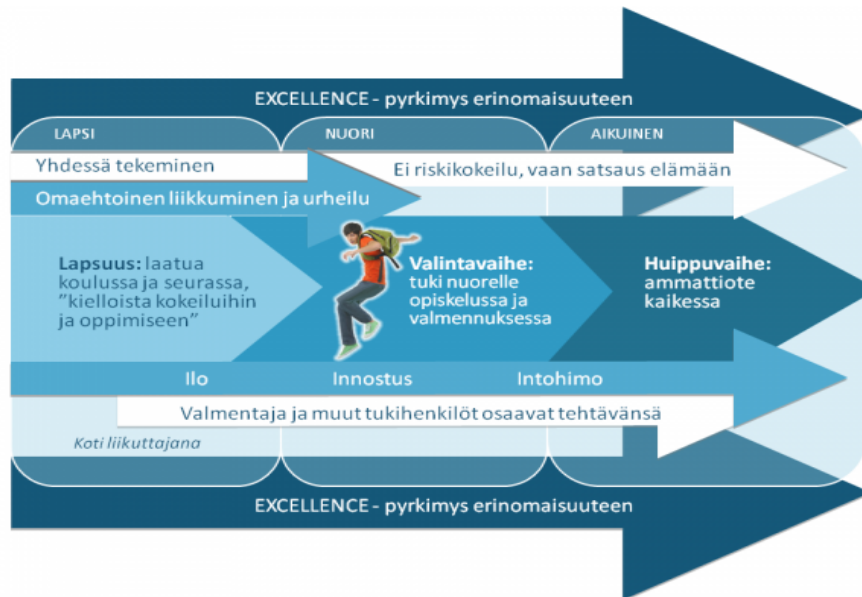 EXCELLENCE - pyrkimys erinomaisuuteen
LAPSI
NUORI
AIKUINEN
Yhdessä tekeminen
Ei riskikokeilu, vaan satsaus elämään
Omaehtoinen liikkuminen ja urheilu
Lapsuus: laatua
koulussa ja seurassa,
”kielloista kokeiluihin
ja oppimiseen”
Valintavaihe:
tuki nuorelle
opiskelussa ja
valmennuksessa
Huippuvaihe:
ammattiote
kaikessa
Ilo
Innostus
Intohimo
Valmentaja ja muut tukihenkilöt osaavat tehtävänsä
Koti liikuttajana
EXCELLENCE - pyrkimys erinomaisuuteen